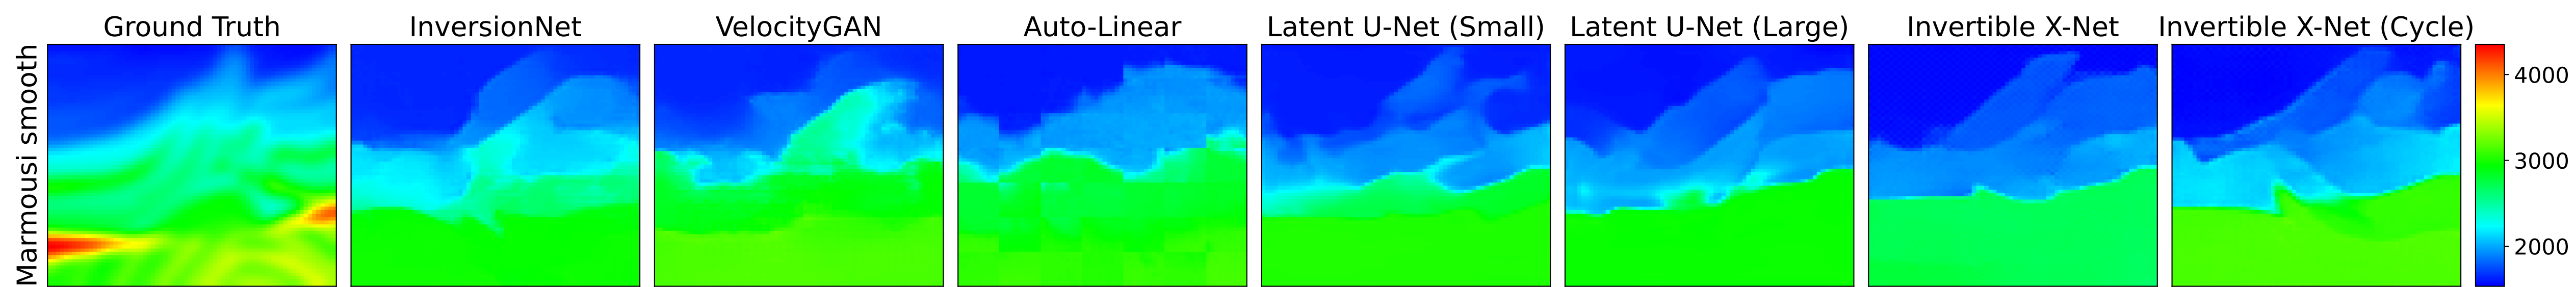 Ground Truth
InversionNet
VelocityGAN
Auto-Linear
Latent U-Net (Small)
Latent U-Net (Large)
Invertible X-Net
Invertible X-Net (Cycle)
Marmousi smooth
4000
3000
2000